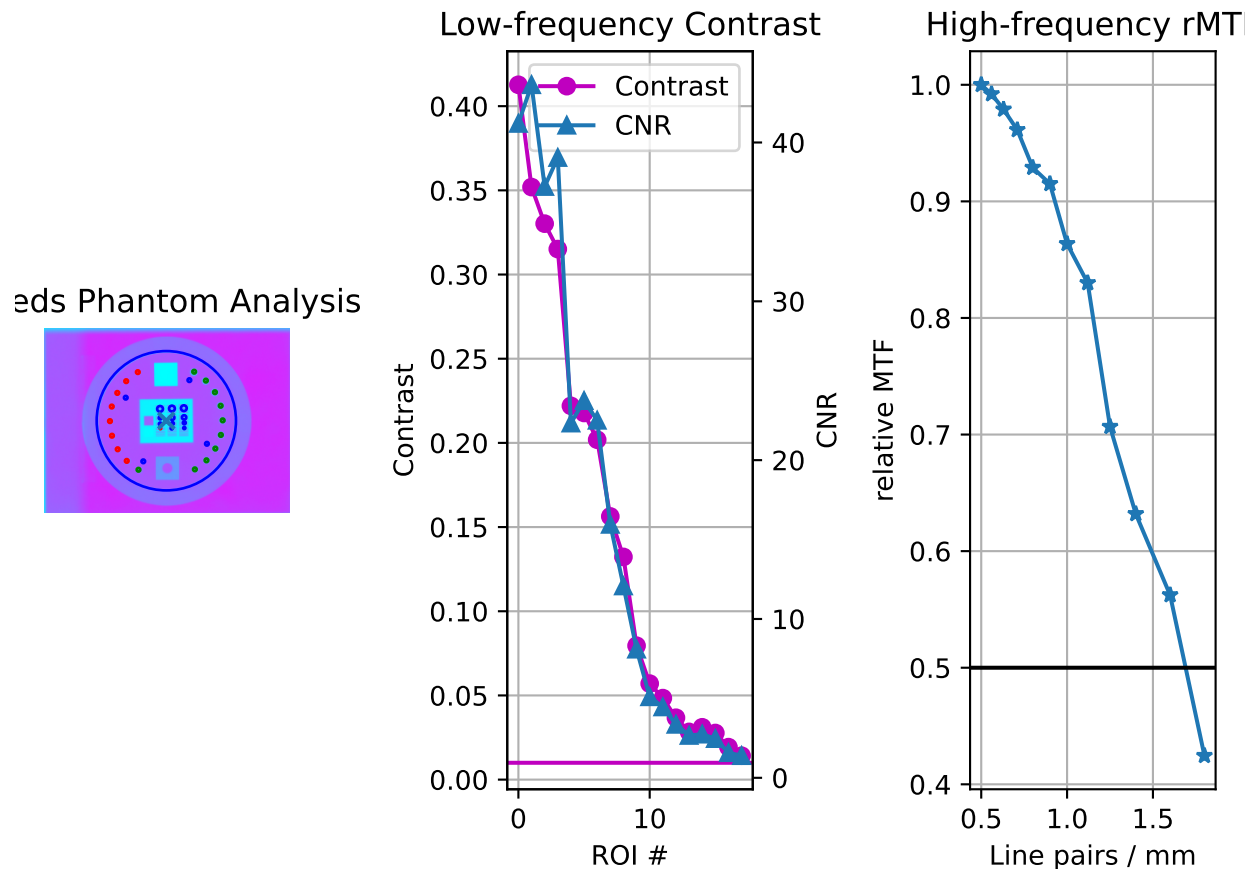 eds Phantom Analysis
Low-frequency Contrast
Contrast
CNR
0.40
0.35
0.30
0.25
0.20
0.15
0.10
0.05
0.00
Contrast
0
10
ROI #
40
30
20
10
0
CNR
High-frequency rMT
1.0
0.9
0.8
0.7
0.6
0.5
0.4
relative MTF
0.5
1.0
1.5
Line pairs / mm